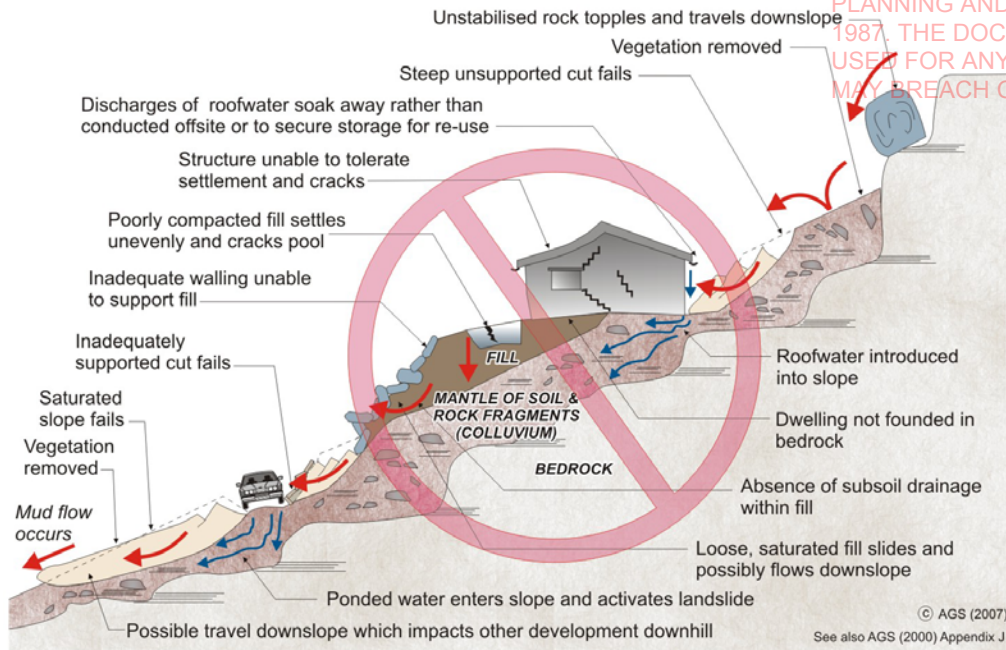 PLANNING AND
1987. THE DOC
USED FOR ANY
MAY BREACH C
Unstabilised rock topples and travels downslope
Vegetation removed
Steep unsupported cut fails
Discharges of roofwater soak away rather than
conducted offsite or to secure storage for re-use
Structure unable to tolerate
settlement and cracks
Poorly compacted fill settles
unevenly and cracks pool
Inadequate walling unable
to support fill
Inadequately
supported cut fails
Saturated
slope fails
Vegetation
removed
Mud flow
occurs
FILL
MANTLE OF SOIL &
ROCK FRAGMENTS
(COLLUVIUM)
BEDROCK
Roofwater introduced
into slope
Dwelling not founded in
bedrock
Absence of subsoil drainage
within fill
Loose, saturated fill slides and
possibly flows downslope
Ponded water enters slope and activates landslide
Possible travel downslope which impacts other development downhill
© AGS (2007)
See also AGS (2000) Appendix J